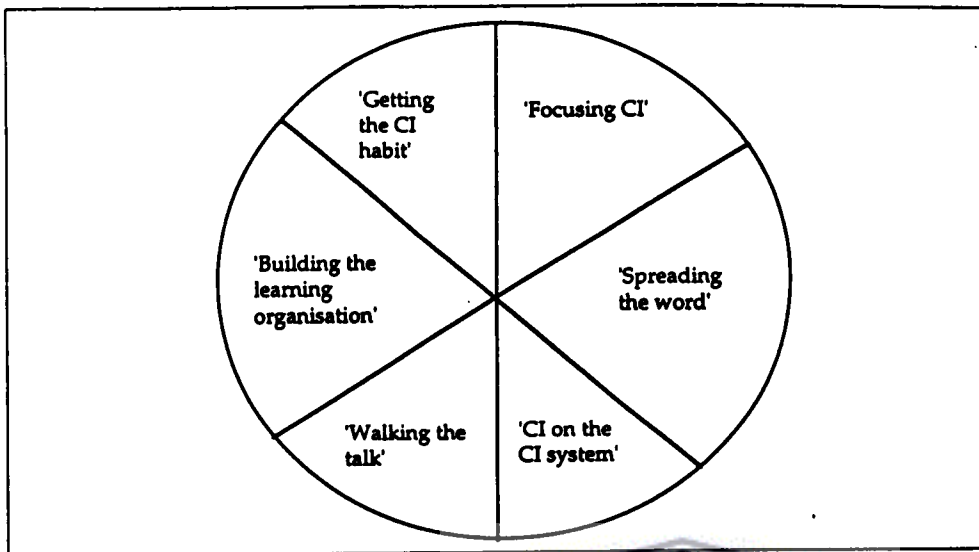 'Getting
the CI
habit'
'Focusing CI'
'Spreading
the word'
'CI on the
CI system'
'Walking the
talk'
'Building the
learning
organisation'